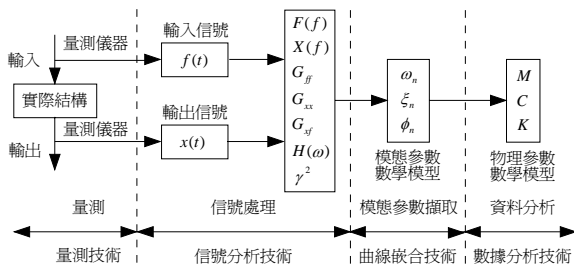 輸入
量測儀器
實際結構
量測儀器
輸出
輸入信號
f(t)
輸出信號
x(t)
F(f)
X(f)
G_ff
G_xx
G_xf
H(ω)
γ²
ω_n
ξ_n
ϕ_n
模態參數
數學模型
M
C
K
物理參數
數學模型
量測
信號處理
模態參數擷取
資料分析
量測技術
信號分析技術
曲線嵌合技術
數據分析技術